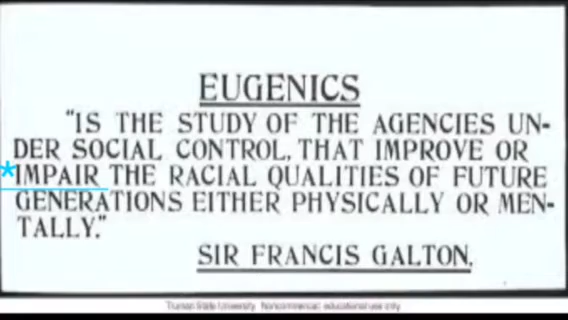 EUGENICS
"IS THE STUDY OF THE AGENCIES UN-
DER SOCIAL CONTROL, THAT IMPROVE OR
*IMPAIR THE RACIAL QUALITIES OF FUTURE
GENERATIONS EITHER PHYSICALLY OR MEN-
TALLY."
SIR FRANCIS GALTON.
Truman State University. Noncommercial, educational use only.